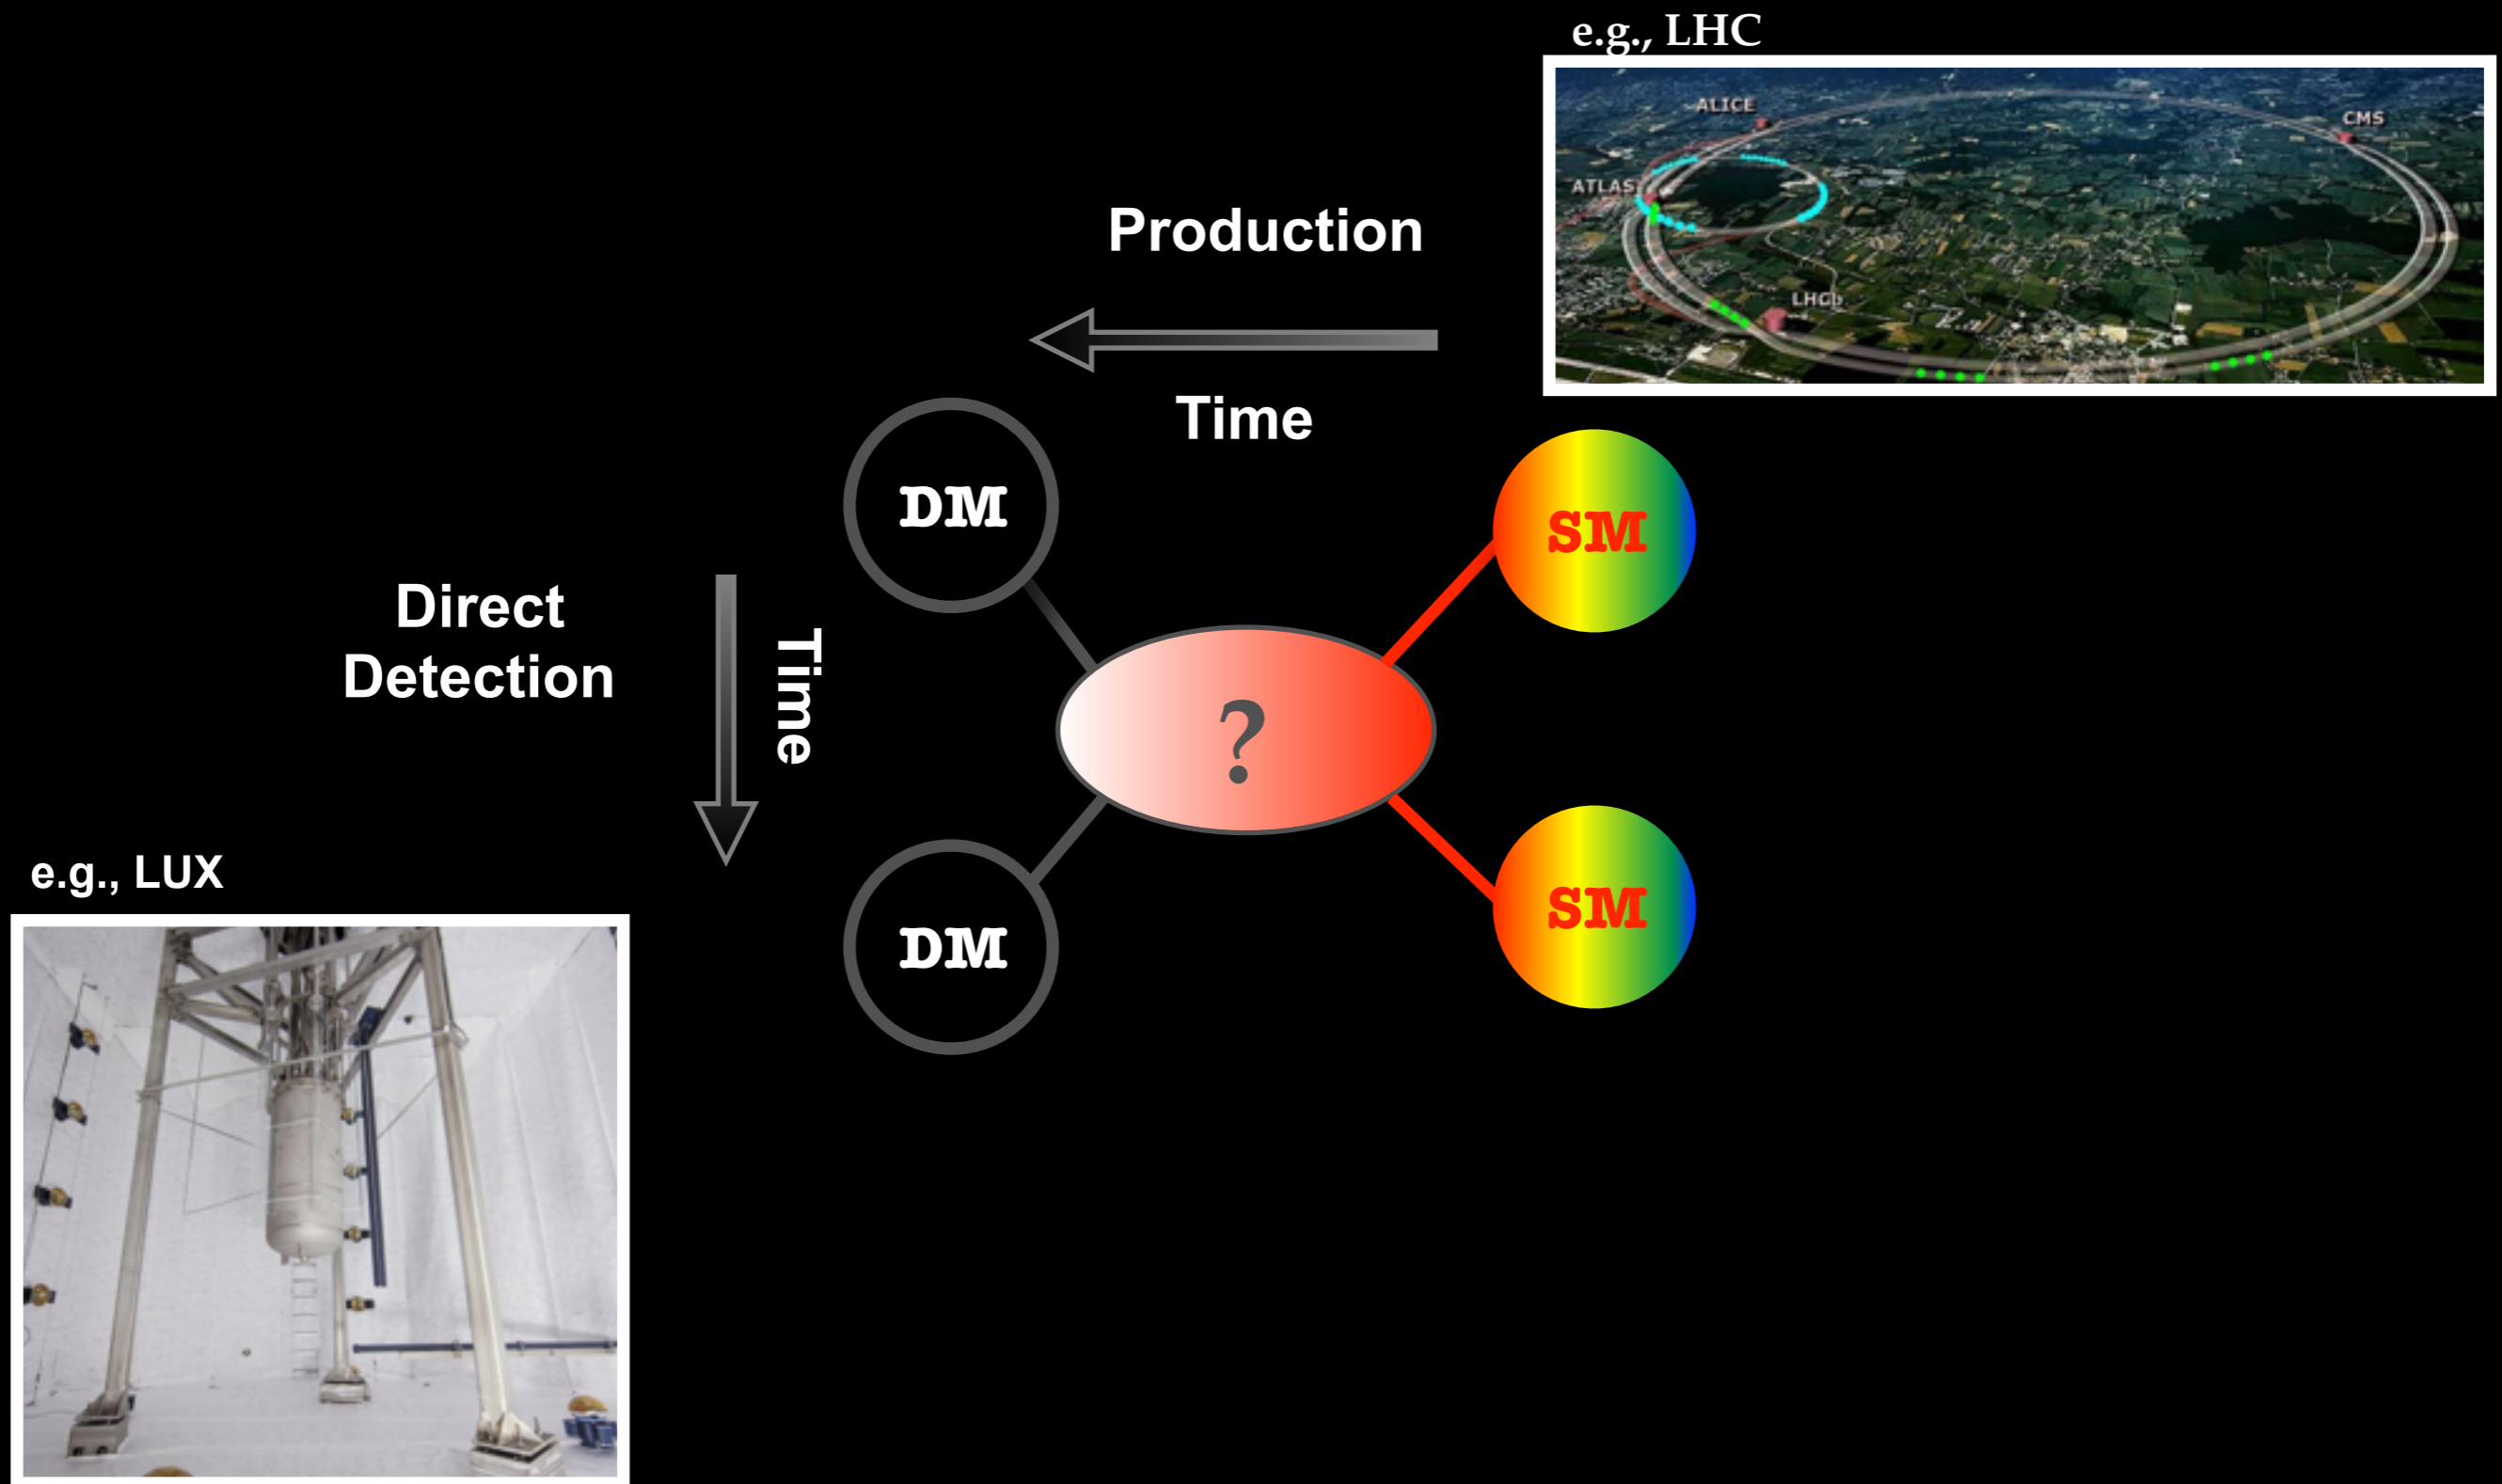 e.g., LHC
ALICE
CMS
ATLAS
LHCb
Production
Time
DM
SM
Direct
Detection
Time
?
e.g., LUX
DM
SM